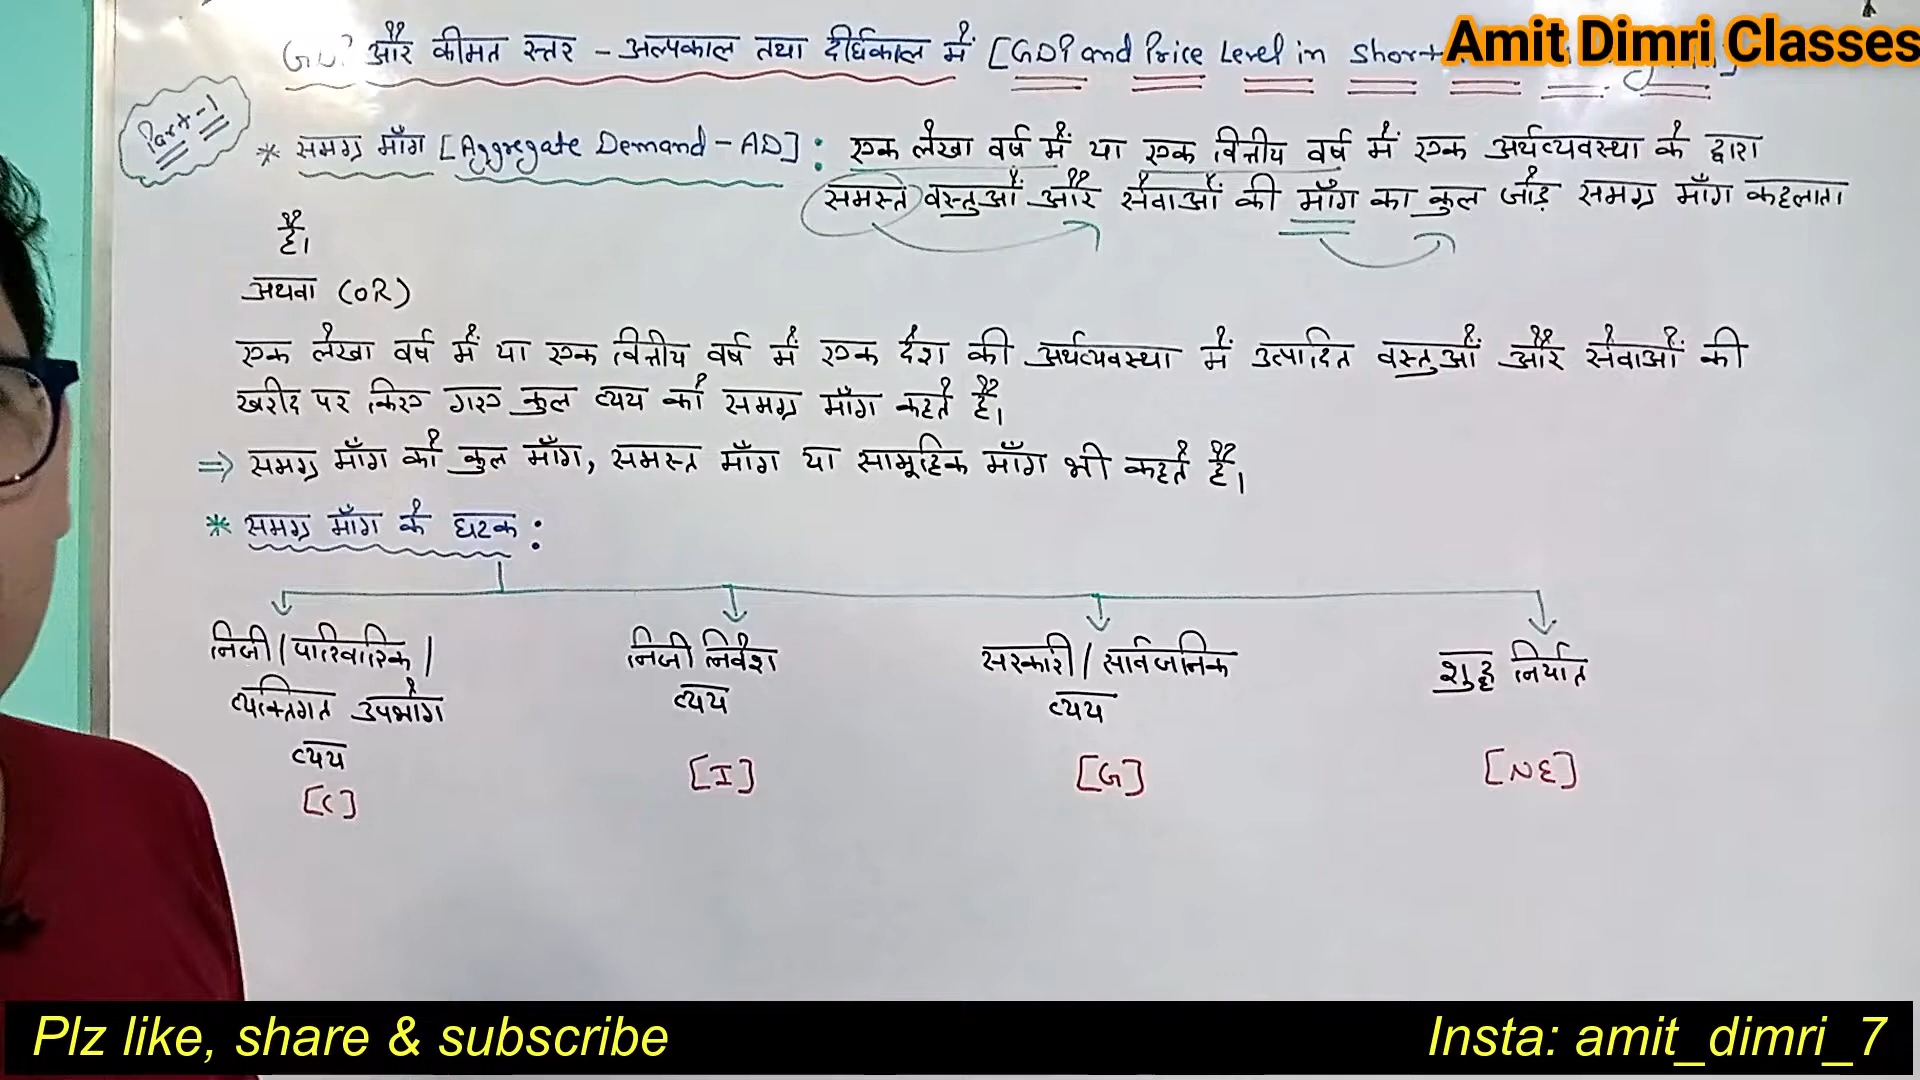 और कीमत स्तर - अल्पकाल तथा दीर्घकाल में [GDP and Price Level in Short
Amit Dimri Classes
Part-1
* समग्र माँग [Aggregate Demand - AD] : एक लेखा वर्ष में या एक वित्तीय वर्ष में एक अर्थव्यवस्था के द्वारा
समस्त वस्तुओं और सेवाओं की माँग का कुल जोड़ समग्र माँग कहलाता
है।
अथवा (OR)
एक लेखा वर्ष में या एक वित्तीय वर्ष में एक देश की अर्थव्यवस्था में उत्पादित वस्तुओं और सेवाओं की
खरीद पर किए गए कुल व्यय को समग्र माँग कहते हैं।
⇒ समग्र माँग को कुल माँग, समस्त माँग या सामूहिक माँग भी कहते हैं।
* समग्र माँग के घटक :
निजी / पारिवारिक /
व्यक्तिगत उपभोग
व्यय
[C]
निजी निवेश
व्यय
[I]
सरकारी / सार्वजनिक
व्यय
[G]
शुद्ध निर्यात
[NE]
Plz like, share & subscribe
Insta: amit_dimri_7